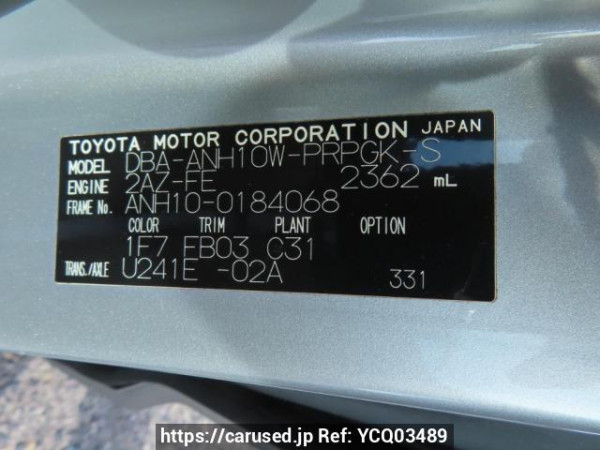 TOYOTA MOTOR CORPORATION JAPAN
MODEL DBA-ANH10W-PRPGK-S
ENGINE 2AZ-FE 2362 mL
FRAME No. ANH10-0184068
COLOR TRIM PLANT OPTION
1F7 FB03 C31
TRANS./AXLE U241E -02A 331
https://carused.jp Ref: YCQ03489